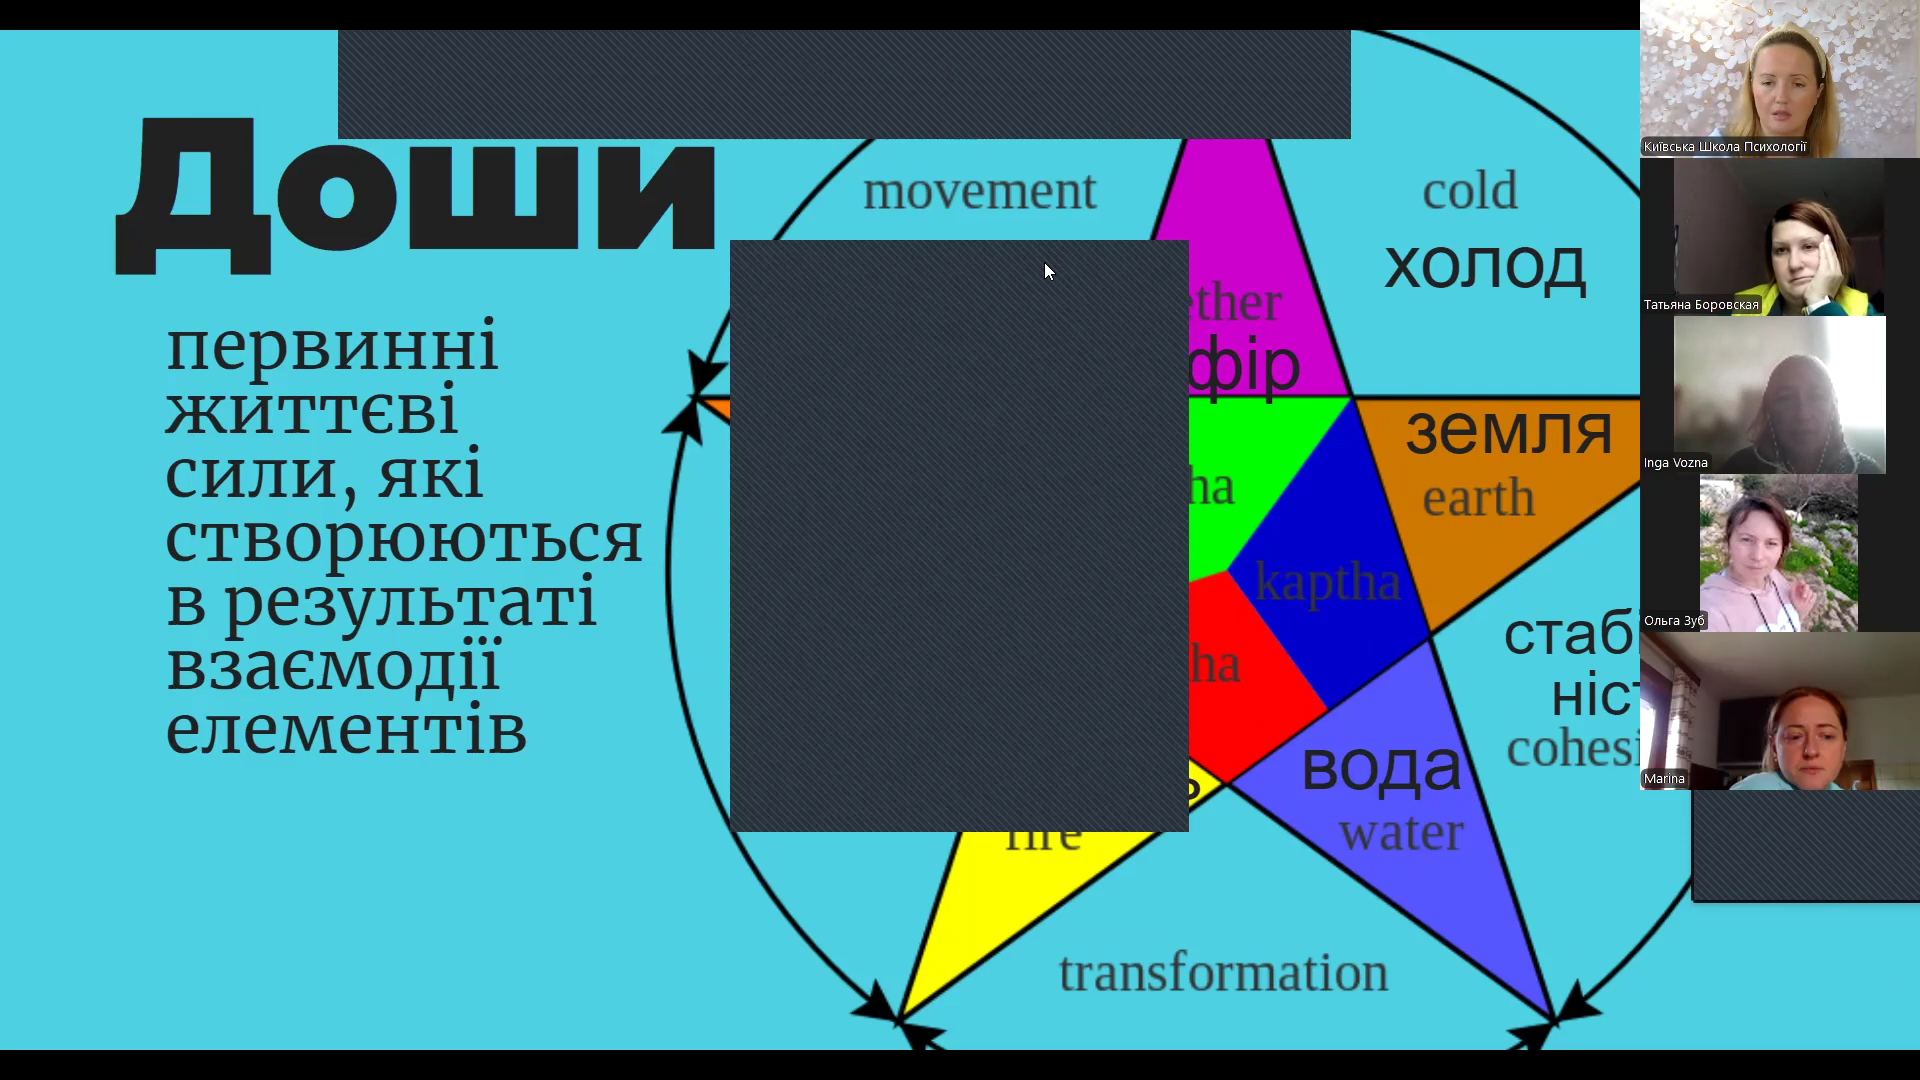 Доши
первинні
життєві
сили, які
створюються
в результаті
взаємодії
елементів
movement
cold
холод
земля
earth
kaptha
вода
water
transformation
Київська Школа Психології
Татьяна Боровская
Inga Vozna
Ольга Зуб
Marina